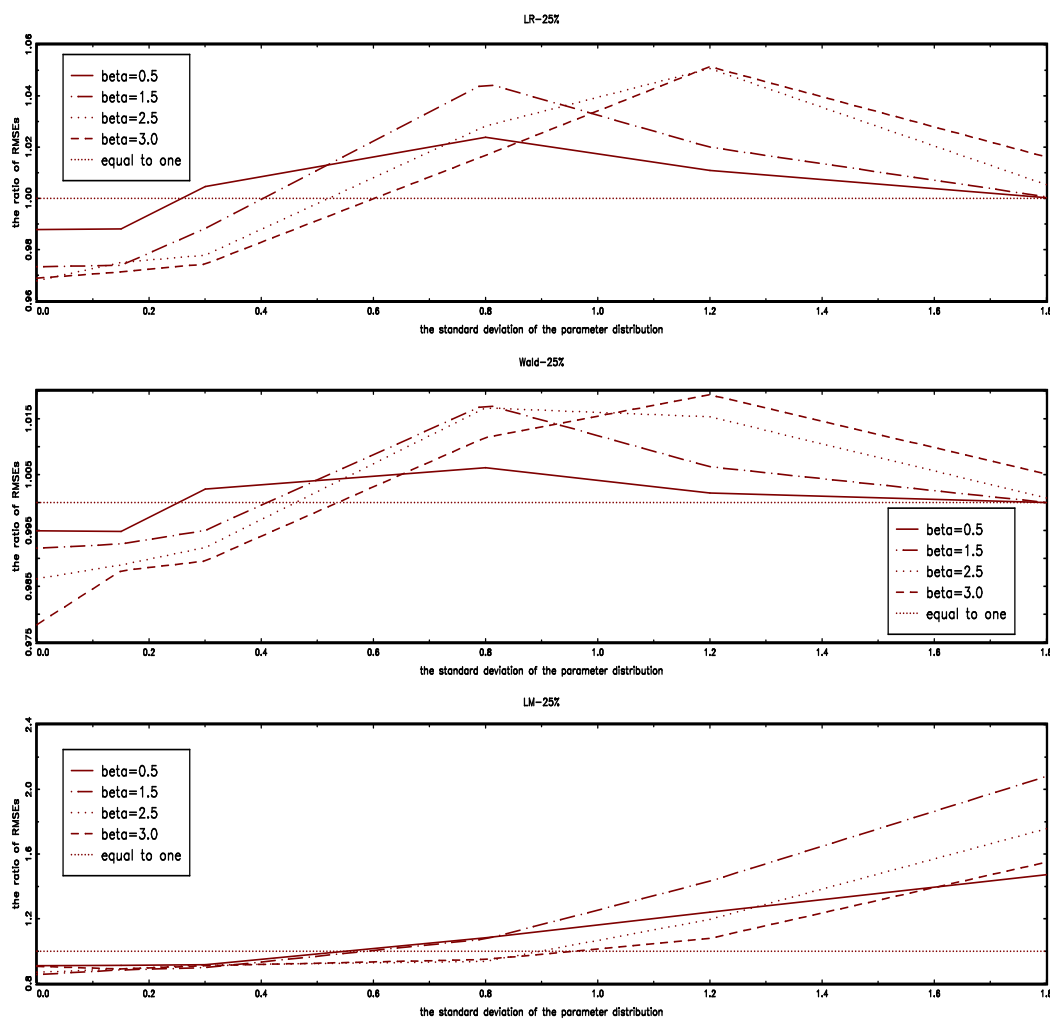 LR-25%
the ratio of RMSEs
1.06
1.04
1.02
1.00
0.98
0.96
beta=0.5
beta=1.5
beta=2.5
beta=3.0
equal to one
0.0 0.2 0.4 0.6 0.8 1.0 1.2 1.4 1.6 1.8
the standard deviation of the parameter distribution
Wald-25%
the ratio of RMSEs
1.015
1.005
0.995
0.985
0.975
beta=0.5
beta=1.5
beta=2.5
beta=3.0
equal to one
0.0 0.2 0.4 0.6 0.8 1.0 1.2 1.4 1.6 1.8
the standard deviation of the parameter distribution
LM-25%
the ratio of RMSEs
2.4
2.0
1.6
1.2
0.8
beta=0.5
beta=1.5
beta=2.5
beta=3.0
equal to one
0.0 0.2 0.4 0.6 0.8 1.0 1.2 1.4 1.6 1.8
the standard deviation of the parameter distribution